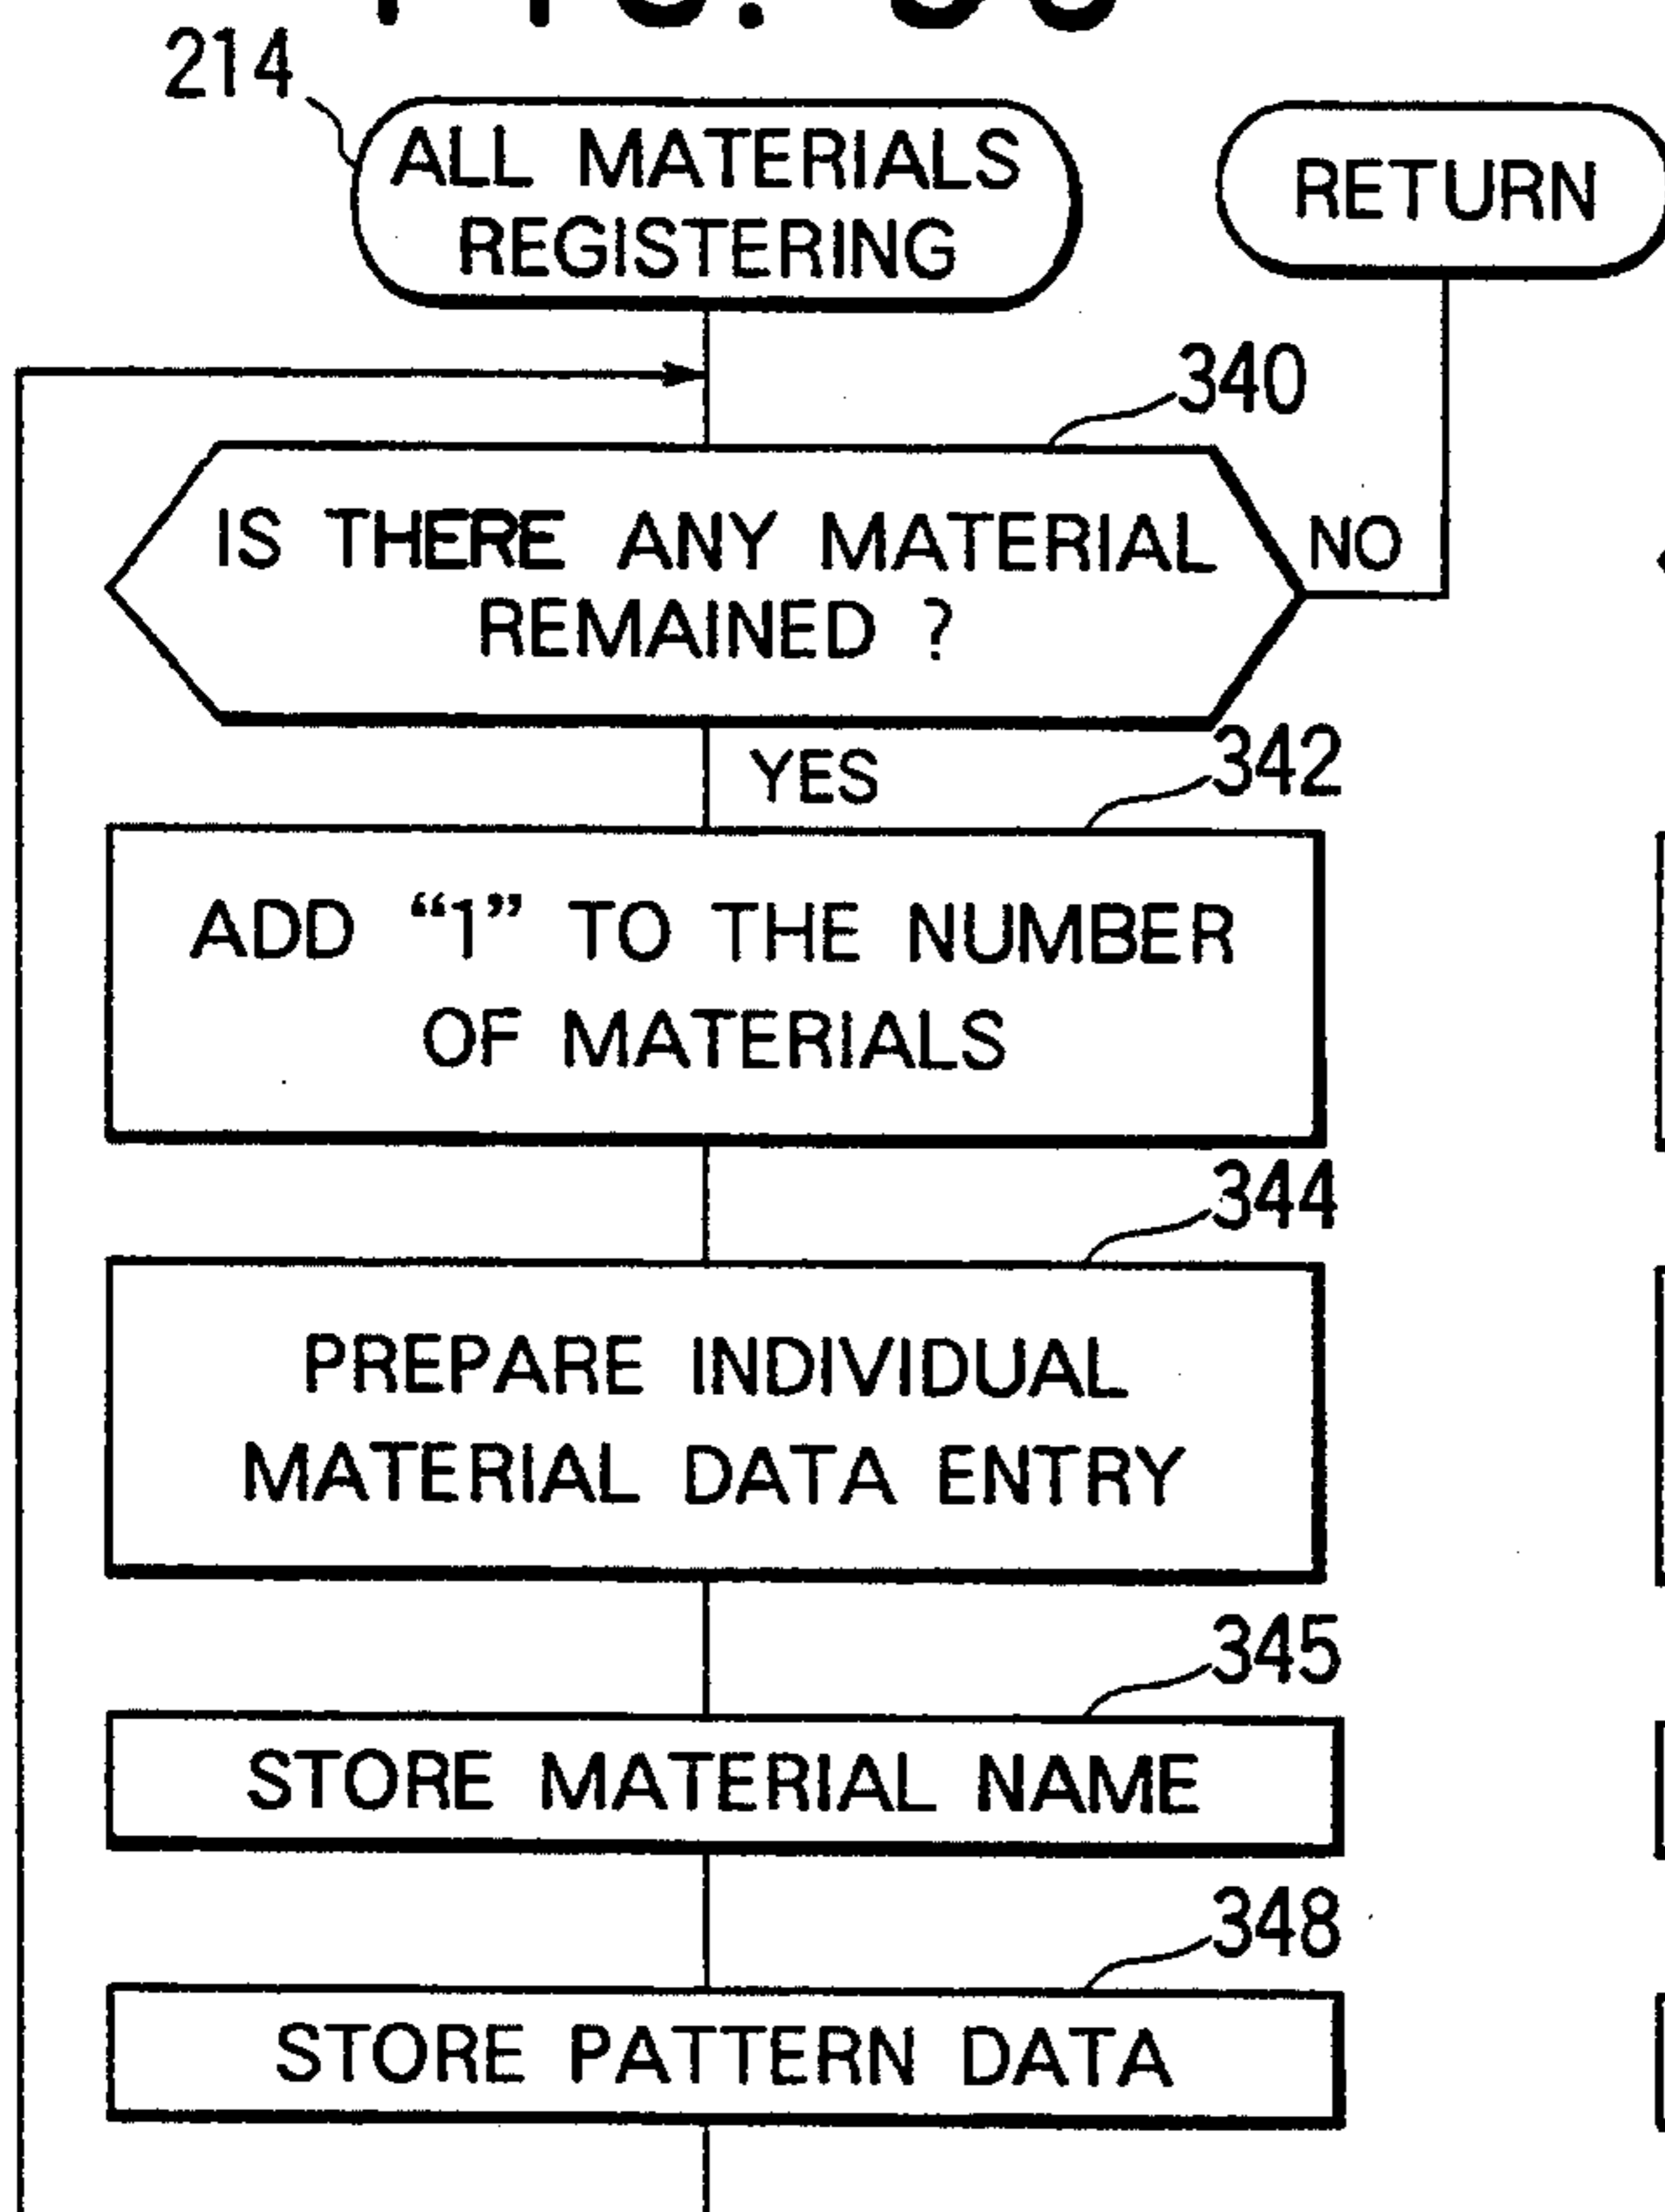 214
ALL MATERIALS
REGISTERING
RETURN
340
IS THERE ANY MATERIAL
REMAINED ?
NO
YES
342
ADD “1” TO THE NUMBER
OF MATERIALS
344
PREPARE INDIVIDUAL
MATERIAL DATA ENTRY
345
STORE MATERIAL NAME
348
STORE PATTERN DATA